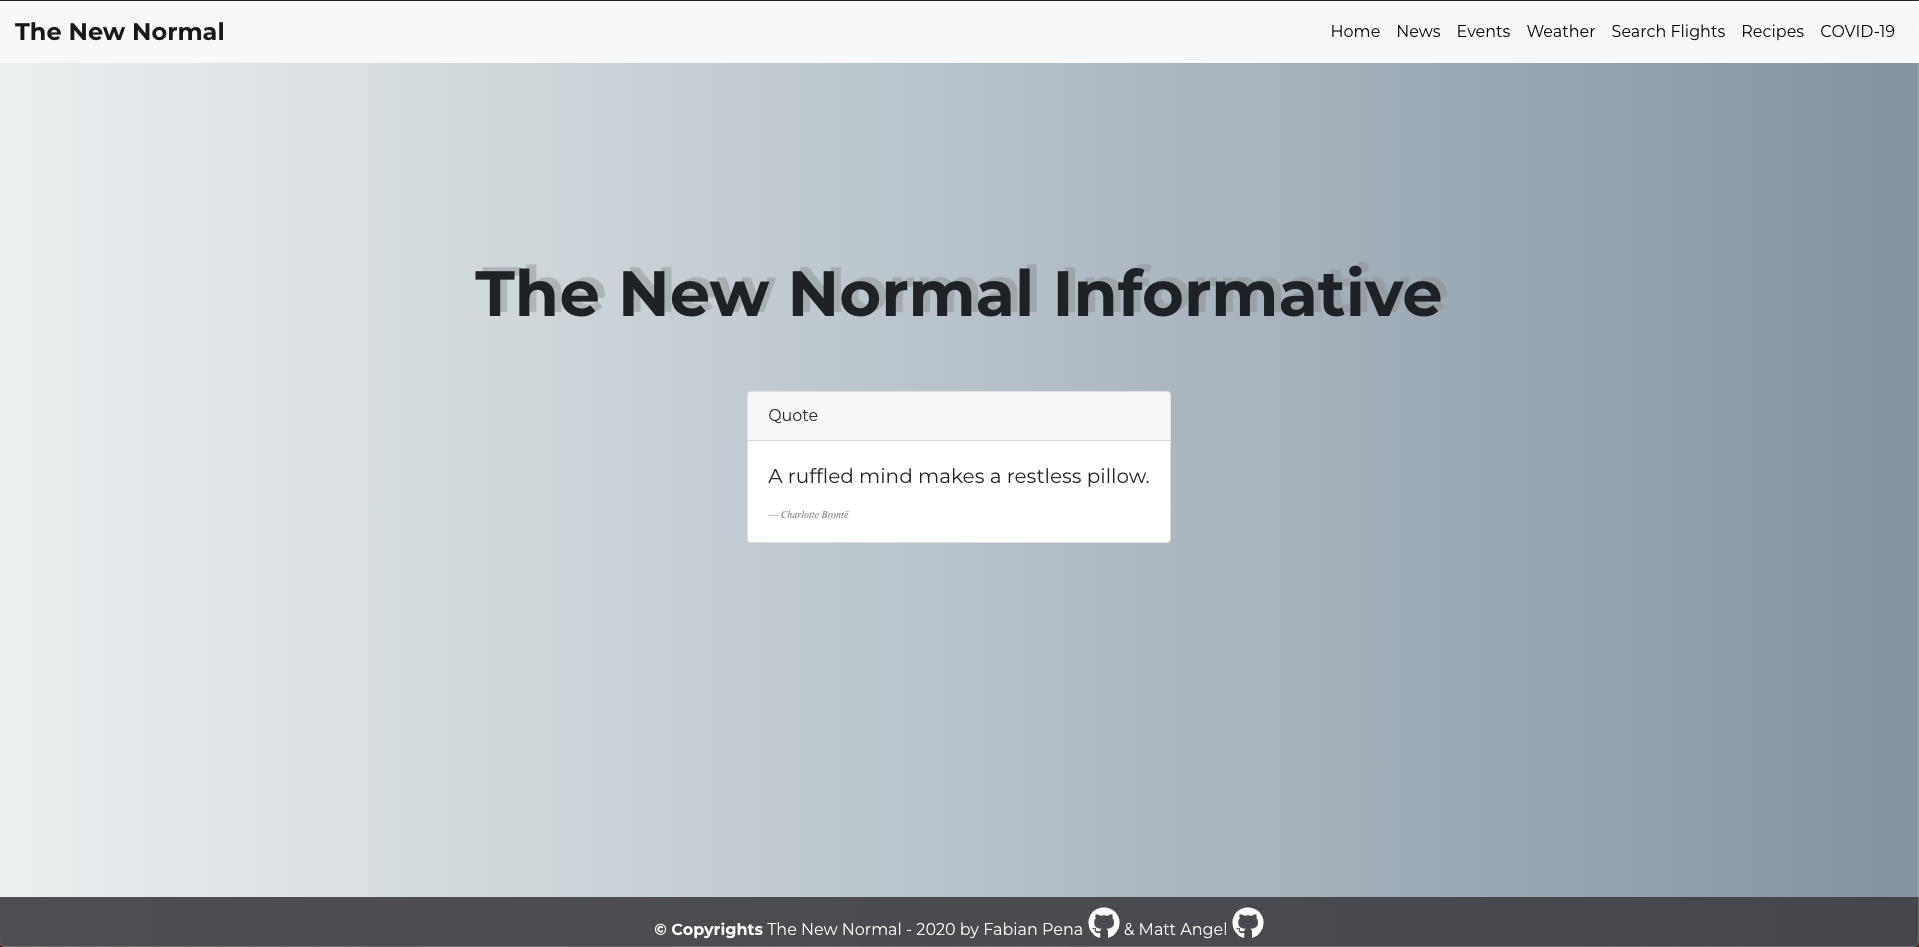 The New Normal
Home News Events Weather Search Flights Recipes COVID-19
The New Normal Informative
Quote
A ruffled mind makes a restless pillow.
— Charlotte Brontë
© Copyrights The New Normal - 2020 by Fabian Pena & Matt Angel